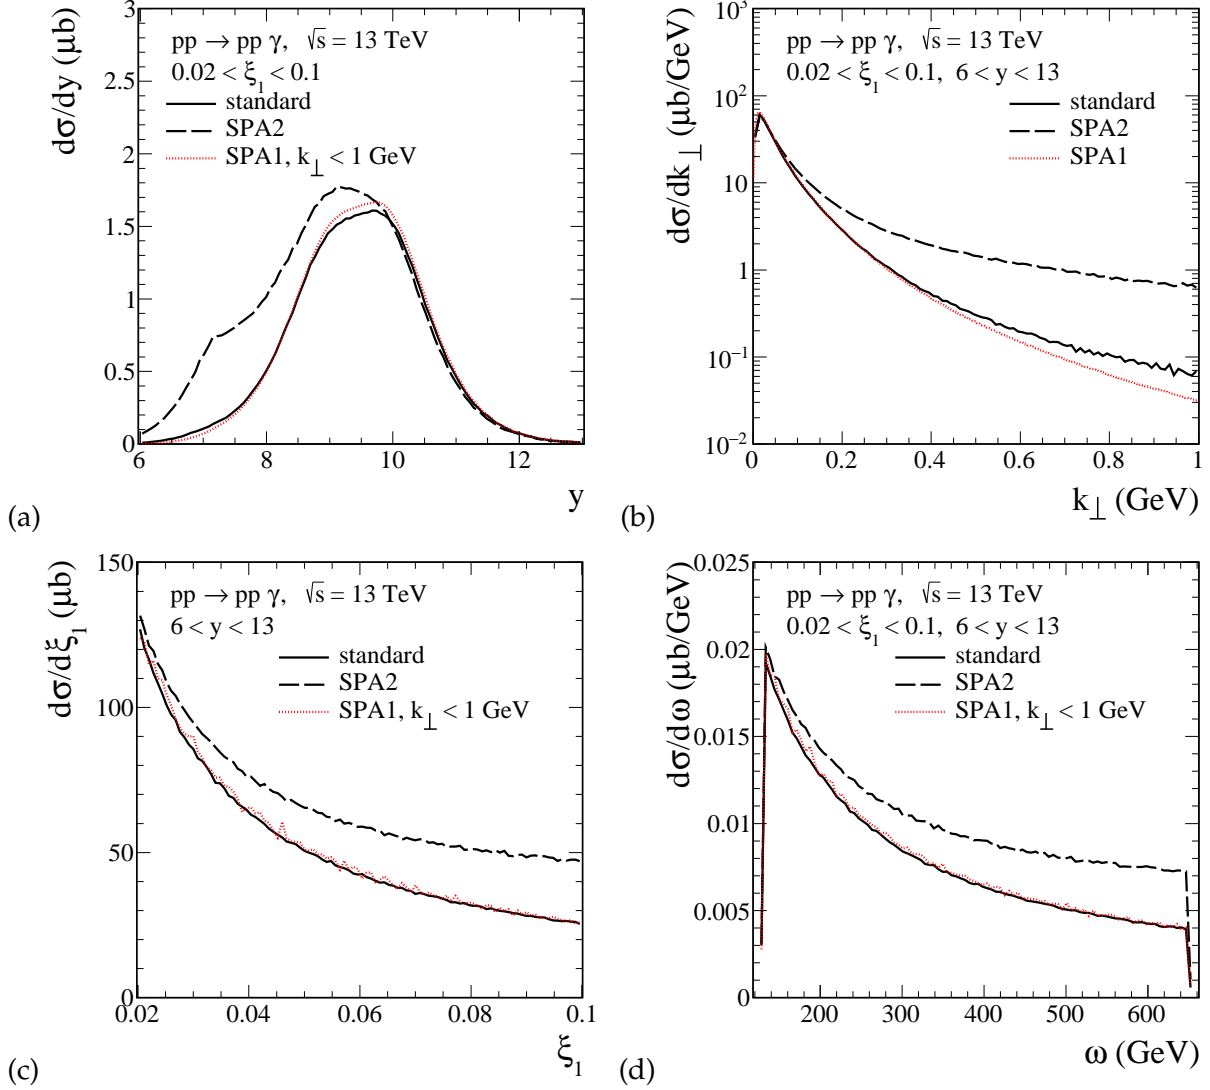 dσ/dy (μb)
3
2.5
2
1.5
1
0.5
0
pp → pp γ, √s = 13 TeV
0.02 < ξ₁ < 0.1
standard
SPA2
SPA1, k⊥ < 1 GeV
6 8 10 12
y
(a)
dσ/dk⊥ (μb/GeV)
10³
10²
10
1
10⁻¹
10⁻²
pp → pp γ, √s = 13 TeV
0.02 < ξ₁ < 0.1, 6 < y < 13
standard
SPA2
SPA1
0 0.2 0.4 0.6 0.8 1
k⊥ (GeV)
(b)
dσ/dξ₁ (μb)
150
100
50
0
pp → pp γ, √s = 13 TeV
6 < y < 13
standard
SPA2
SPA1, k⊥ < 1 GeV
0.02 0.04 0.06 0.08 0.1
ξ₁
(c)
dσ/dω (μb/GeV)
0.025
0.02
0.015
0.01
0.005
0
pp → pp γ, √s = 13 TeV
0.02 < ξ₁ < 0.1, 6 < y < 13
standard
SPA2
SPA1, k⊥ < 1 GeV
200 300 400 500 600
ω (GeV)
(d)